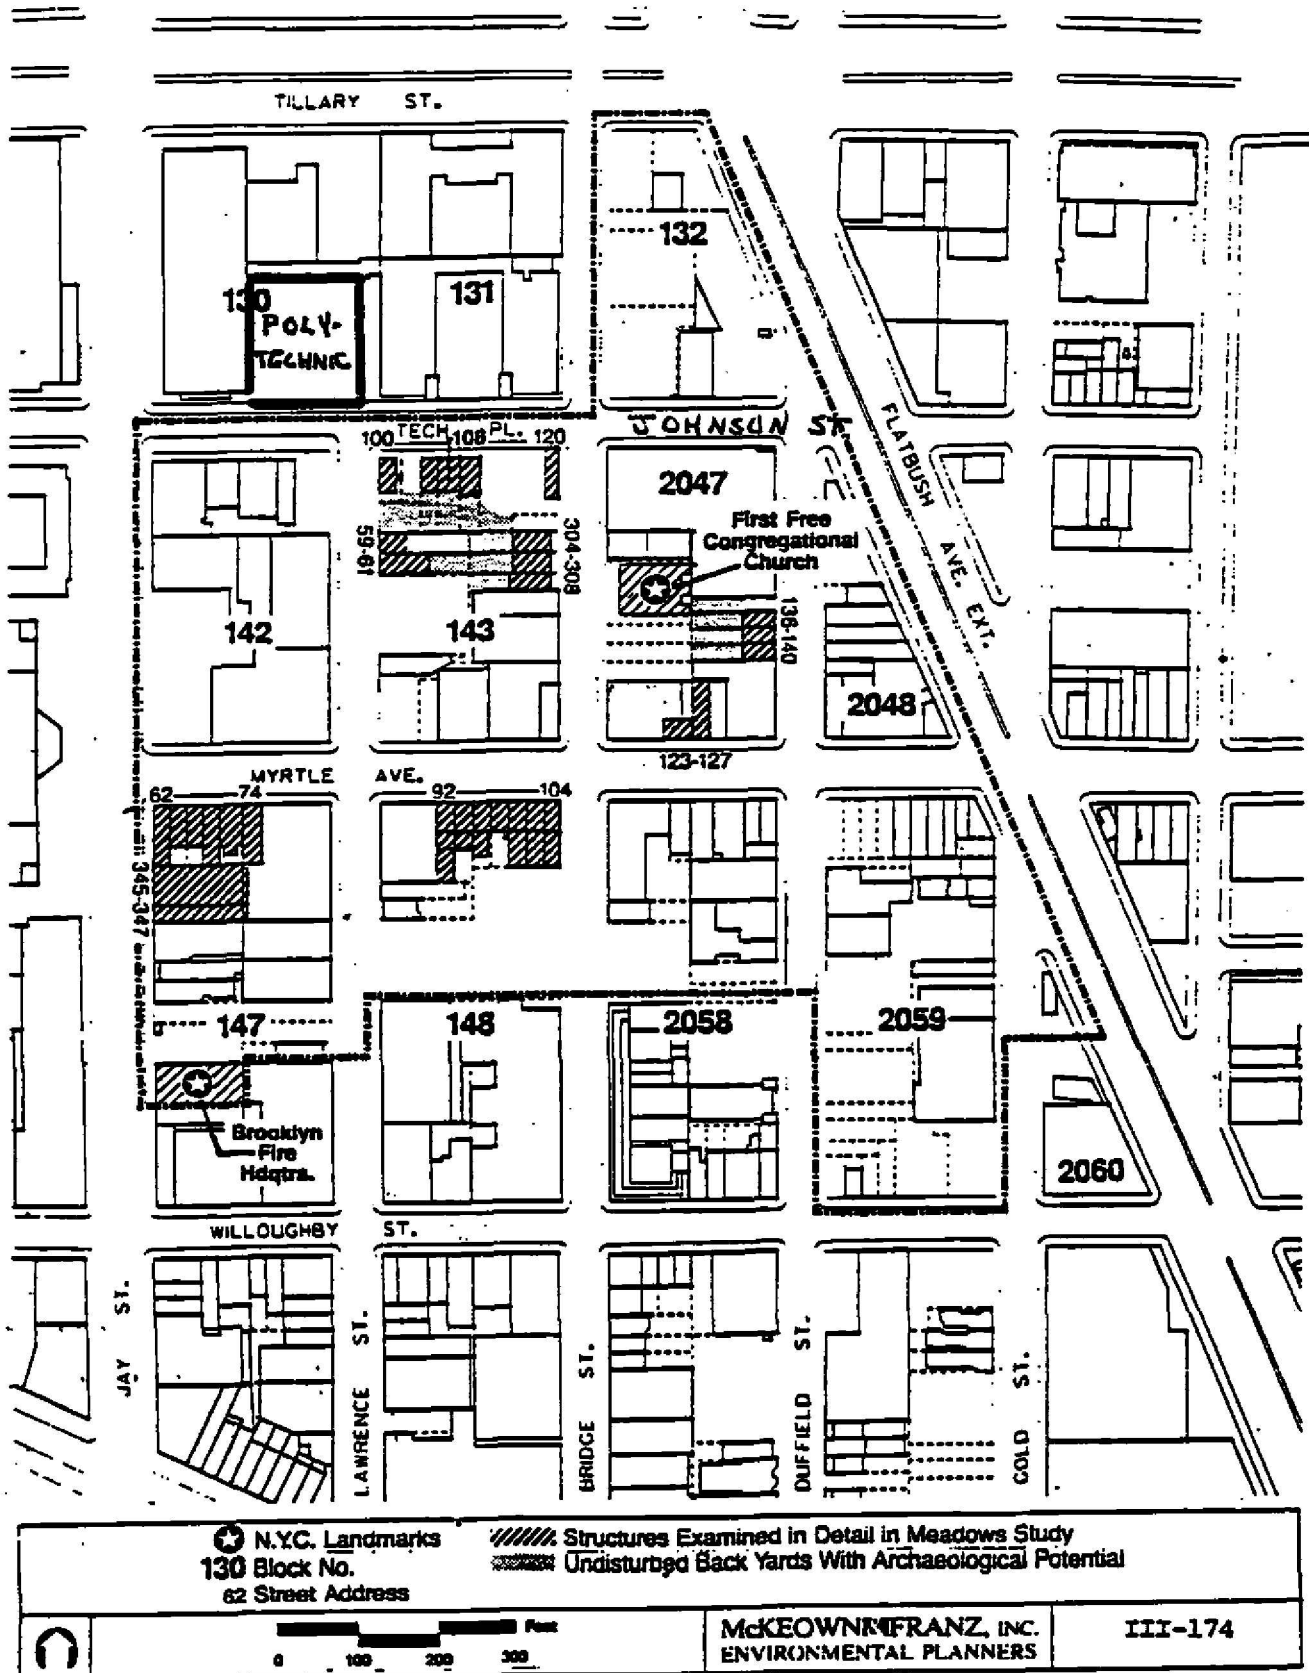 TILLARY ST.
132
130
131
POLY-
TECHNIC
100 TECH 108 PL. 120
JOHNSON ST.
FLATBUSH AVE. EXT.
2047
First Free
Congregational
Church
59-61
304-308
136-140
142
143
2048
123-127
MYRTLE AVE.
62 74
92 104
345-347
147
148
2058
2059
Brooklyn
Fire
Hdqtrs.
2060
WILLOUGHBY ST.
JAY ST.
LAWRENCE ST.
BRIDGE ST.
DUFFIELD ST.
GOLD ST.
N.Y.C. Landmarks
Structures Examined in Detail in Meadows Study
130 Block No.
Undisturbed Back Yards With Archaeological Potential
62 Street Address
Feet
0 100 200 300
McKEOWN FRANZ, INC.
ENVIRONMENTAL PLANNERS
III-174